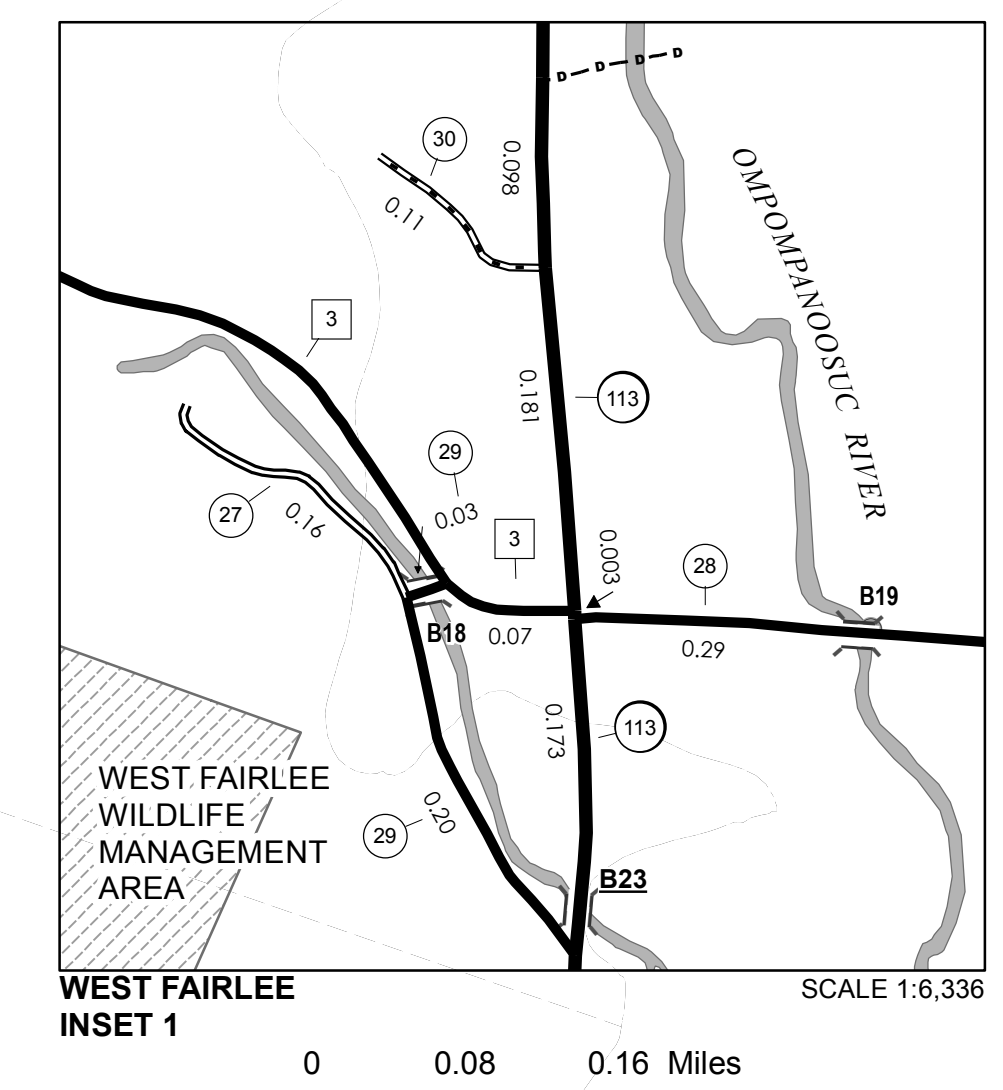 D D D D
30
0.098
0.11
OMPOMPANOOSUC RIVER
3
0.181
113
29
27
0.16
0.03
3
0.003
28
B19
B18
0.07
0.29
0.173
113
WEST FAIRLEE
WILDLIFE
MANAGEMENT
AREA
0.20
29
B23
WEST FAIRLEE
INSET 1
SCALE 1:6,336
0 0.08 0.16 Miles